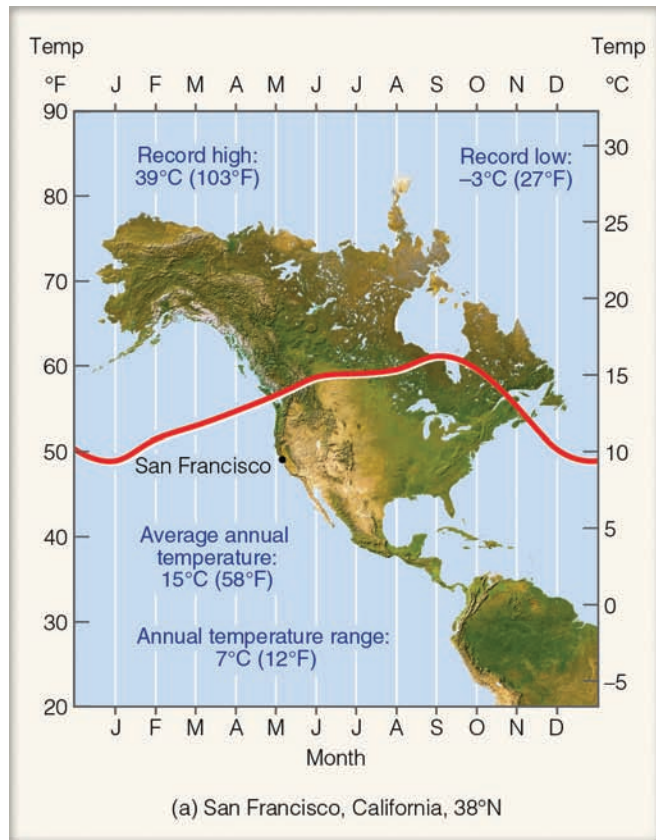 Temp Temp
°F J F M A M J J A S O N D °C
90
Record high: Record low:
39°C (103°F) –3°C (27°F)
30
80
25
70
20
60
15
50 10
San Francisco
40
5
Average annual
temperature:
15°C (58°F)
0
30
Annual temperature range:
7°C (12°F)
–5
20
J F M A M J J A S O N D
Month
(a) San Francisco, California, 38°N